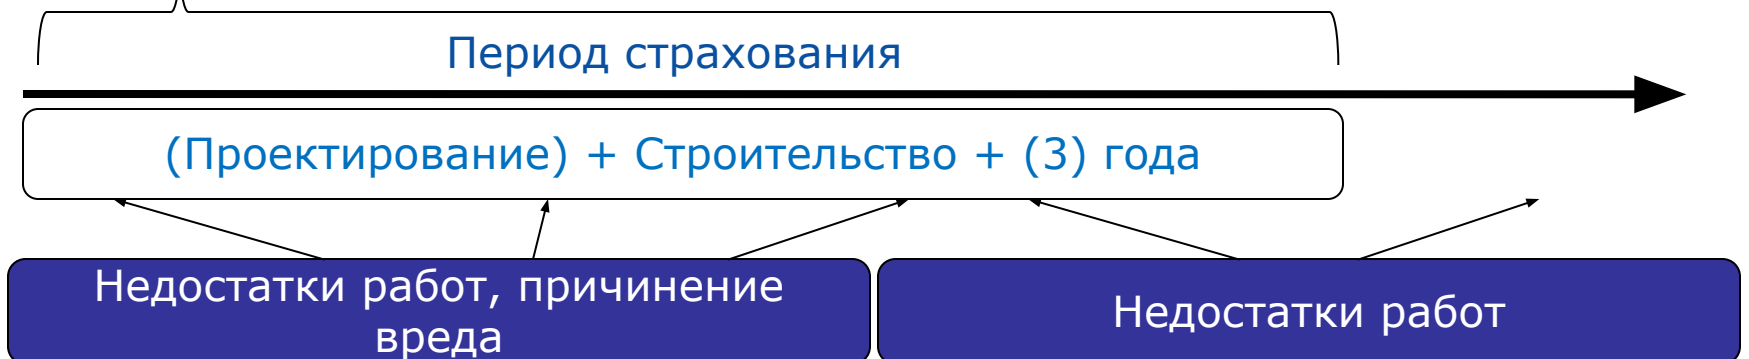 Период страхования
(Проектирование) + Строительство + (3) года
Недостатки работ, причинение
вреда
Недостатки работ